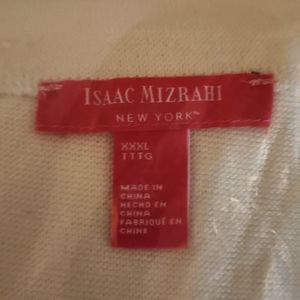 ISAAC MIZRAHI
NEW YORK™
XXXL
TTTG
MADE IN
CHINA
HECHO EN
CHINA
FABRIQUÉ EN
CHINE